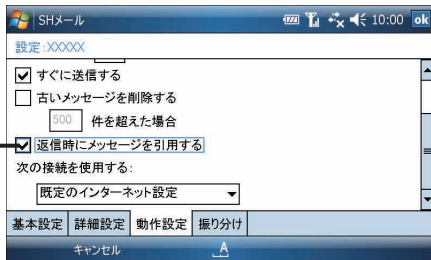 SHメール 10:00 ok
設定:XXXXX
すぐに送信する
古いメッセージを削除する
500 件を超えた場合
返信時にメッセージを引用する
次の接続を使用する:
既定のインターネット設定
基本設定 詳細設定 動作設定 振り分け
キャンセル A